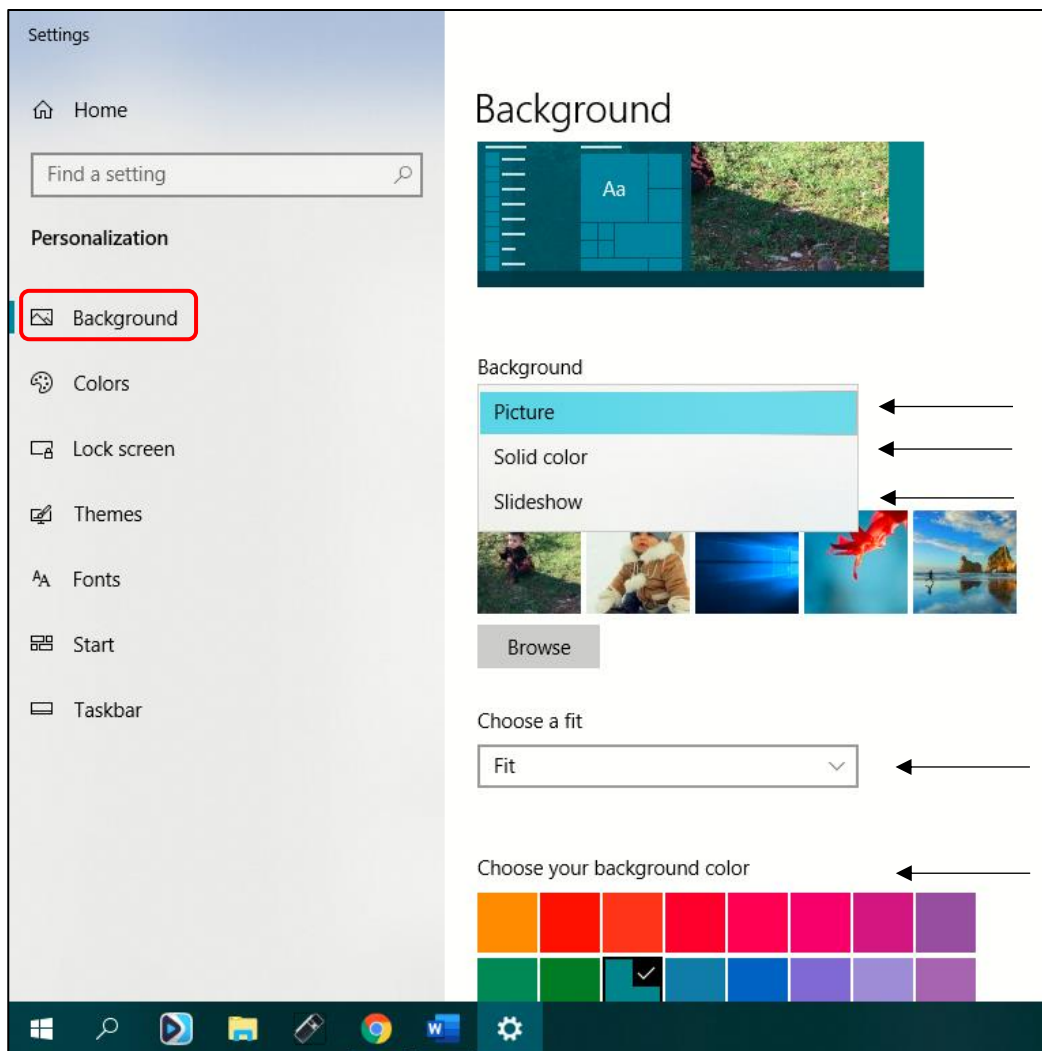 Settings
Home
Find a setting
Personalization
Background
Colors
Lock screen
Themes
Fonts
Start
Taskbar
Background
Aa
Background
Picture
Solid color
Slideshow
Browse
Choose a fit
Fit
Choose your background color
W